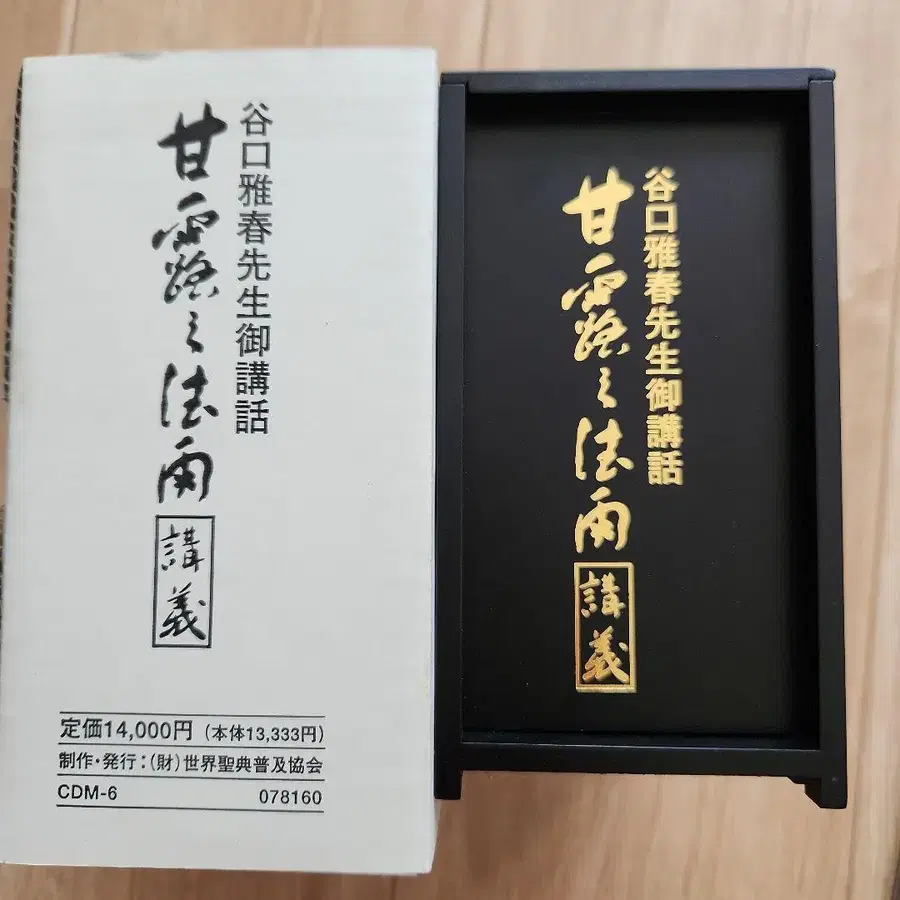 谷口雅春先生御講話
甘露之法雨
講義
定価14,000円（本体13,333円）
制作・発行：（財）世界聖典普及協会
CDM-6 078160
谷口雅春先生御講話
甘露之法雨
講義